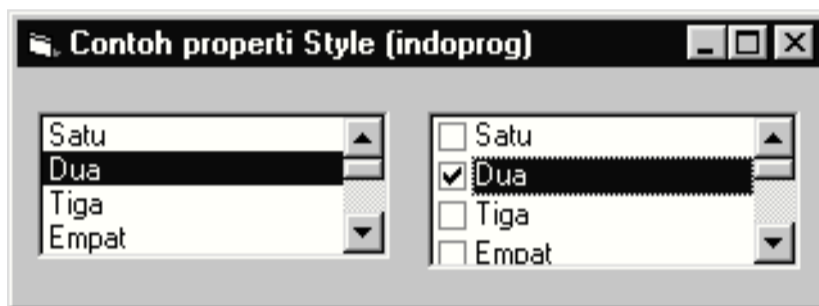 Contoh properti Style (indoprog)
Satu
Dua
Tiga
Empat
Satu
Dua
Tiga
Empat